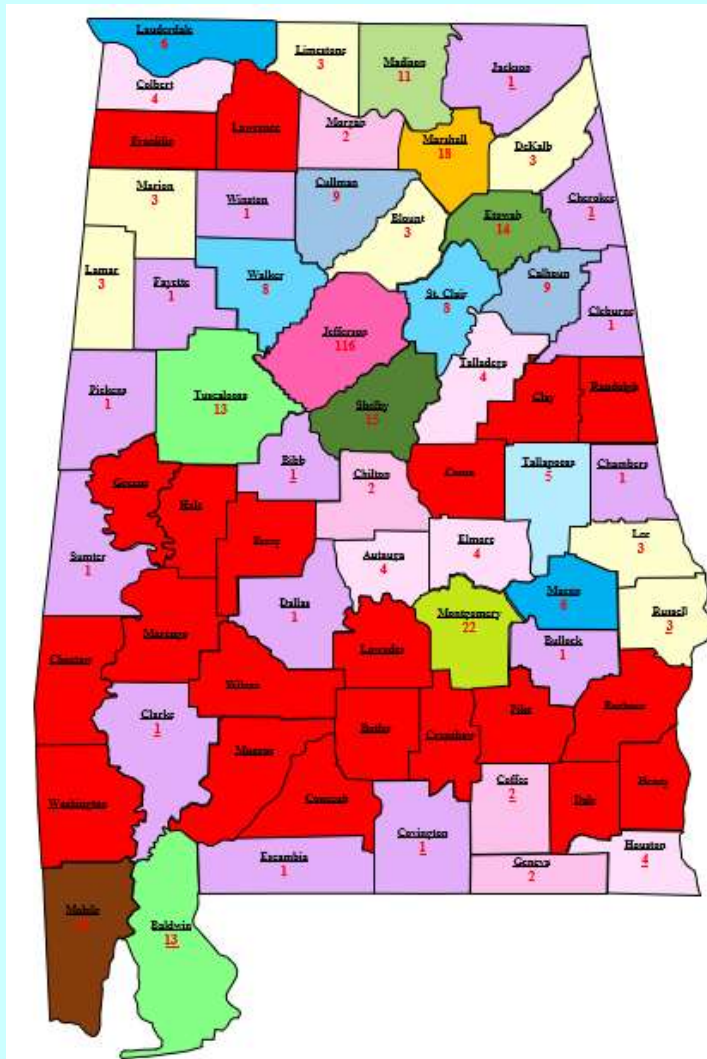 Lauderdale
6
Limestone
3
Madison
11
Jackson
1
Colbert
4
Franklin
Lawrence
Morgan
2
Marshall
18
DeKalb
3
Marion
3
Winston
1
Cullman
9
Blount
3
Etowah
14
Cherokee
1
Lamar
3
Fayette
1
Walker
8
Jefferson
116
St. Clair
8
Calhoun
9
Cleburne
1
Talladega
4
Pickens
1
Tuscaloosa
13
Shelby
15
Clay
Randolph
Bibb
1
Chilton
2
Coosa
Tallapoosa
5
Chambers
1
Greene
Hale
Perry
Sumter
1
Autauga
4
Elmore
4
Lee
3
Dallas
1
Montgomery
22
Macon
6
Russell
3
Bullock
1
Marengo
Choctaw
Lowndes
Wilcox
Clarke
1
Butler
Crenshaw
Pike
Barbour
Monroe
Washington
Conecuh
Covington
1
Coffee
2
Dale
Henry
Escambia
1
Geneva
2
Houston
4
Mobile
Baldwin
13